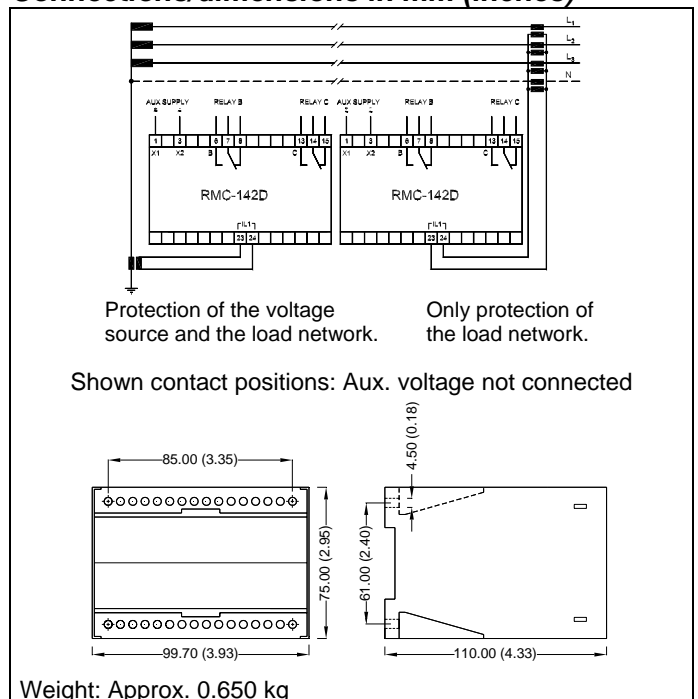 Connections/dimensions in mm (inches)
L1
L2
L3
N
AUX SUPPLY RELAY B RELAY C AUX SUPPLY RELAY B RELAY C
1 3 6 7 8 13 14 15 1 3 6 7 8 13 14 15
X1 X2 B C X1 X2 B C
RMC-142D RMC-142D
IL1 IL1
23 24 23 24
Protection of the voltage
source and the load network.
Only protection of
the load network.
Shown contact positions: Aux. voltage not connected
85.00 (3.35)
4.50 (0.18)
75.00 (2.95)
61.00 (2.40)
99.70 (3.93)
110.00 (4.33)
Weight: Approx. 0.650 kg